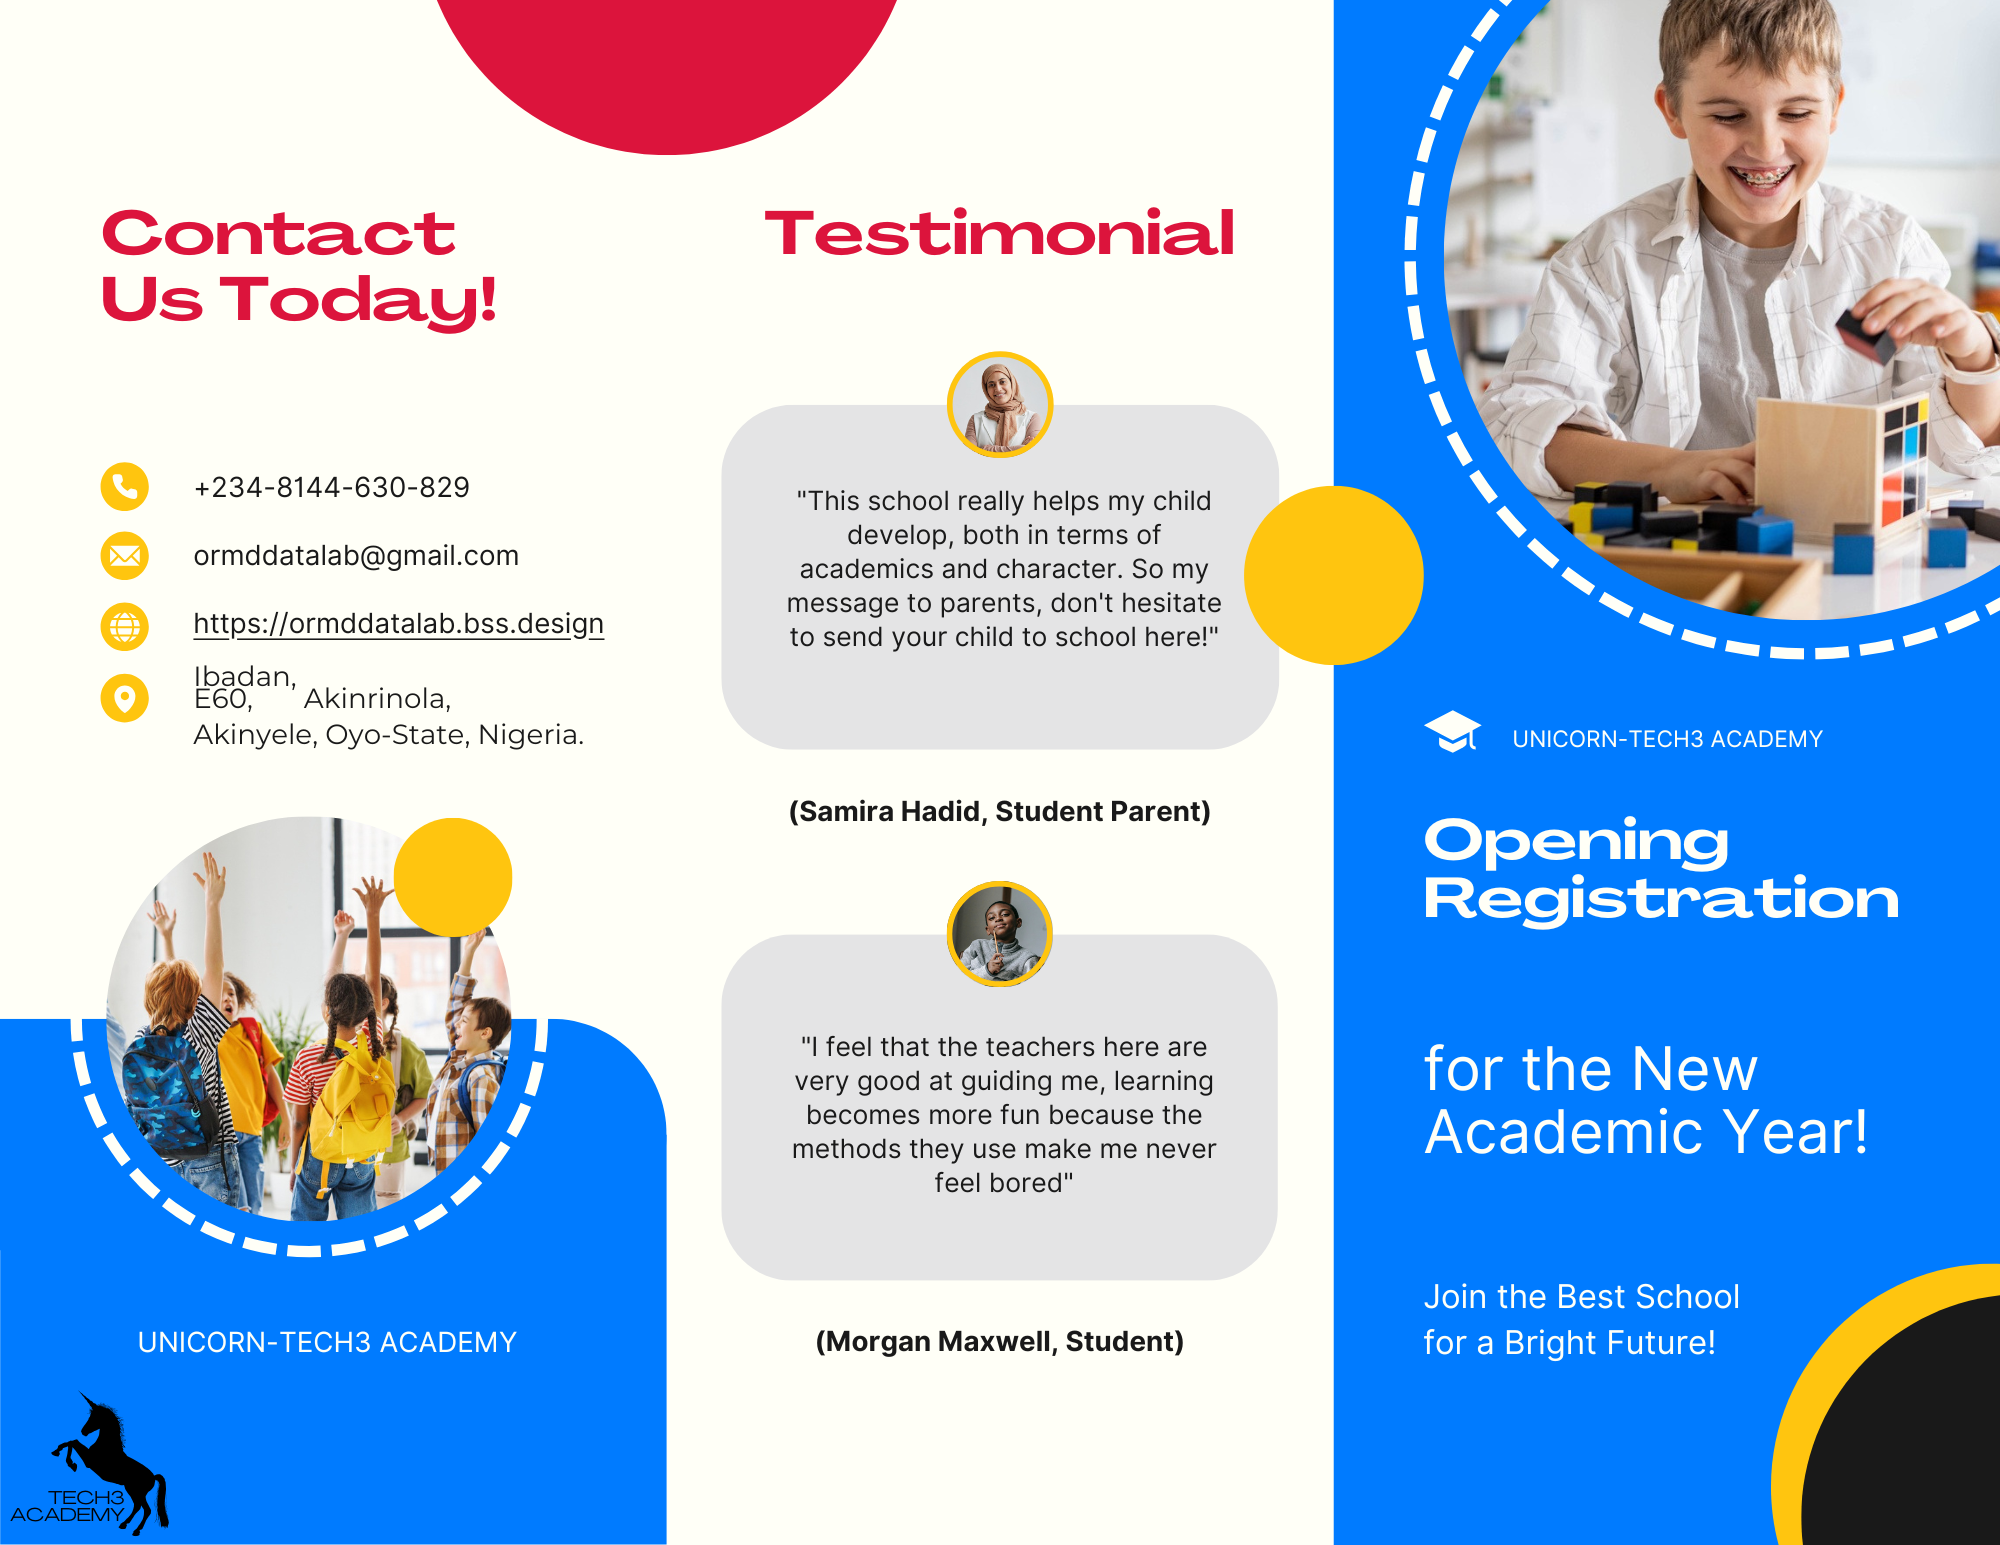 Contact
Us Today!
+234-8144-630-829
ormddatalab@gmail.com
https://ormddatalab.bss.design
Ibadan,
E60, Akinrinola,
Akinyele, Oyo-State, Nigeria.
UNICORN-TECH3 ACADEMY
TECH3
ACADEMY
Testimonial
"This school really helps my child
develop, both in terms of
academics and character. So my
message to parents, don't hesitate
to send your child to school here!"
(Samira Hadid, Student Parent)
"I feel that the teachers here are
very good at guiding me, learning
becomes more fun because the
methods they use make me never
feel bored"
(Morgan Maxwell, Student)
UNICORN-TECH3 ACADEMY
Opening
Registration
for the New
Academic Year!
Join the Best School
for a Bright Future!